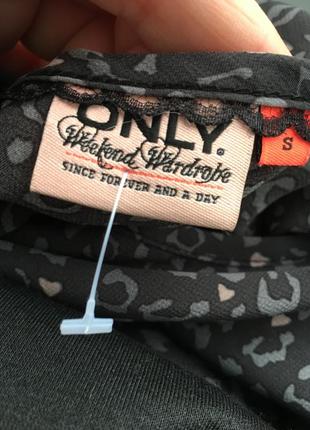 ONLY
Weekend Wardrobe
SINCE FOREVER AND A DAY
S